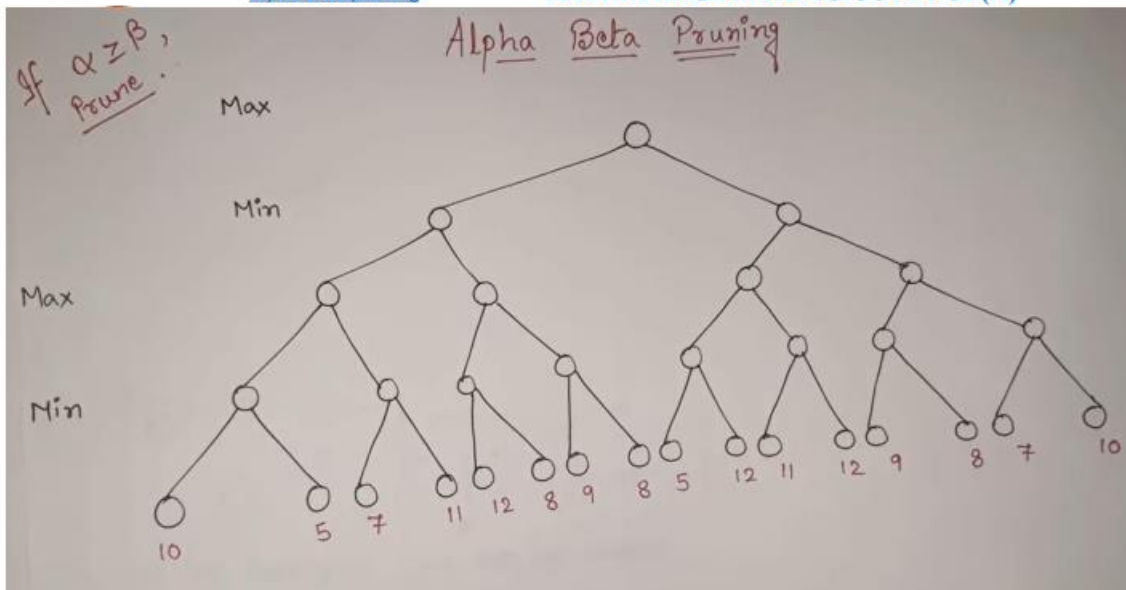 Alpha Beta Pruning
If α ≥ β,
Prune.
Max
Min
Max
Min
10 5 7 11 12 8 9 8 5 12 11 12 9 8 7 10